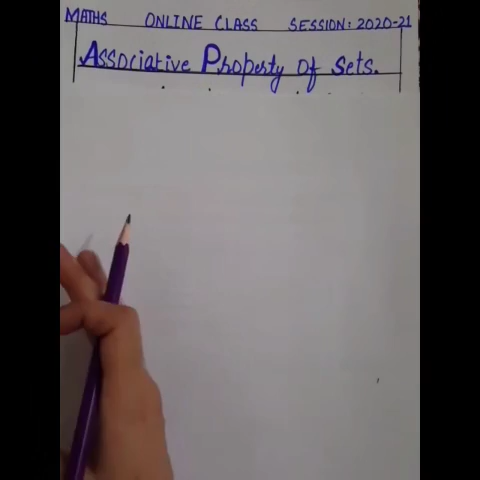 MATHS ONLINE CLASS SESSION: 2020-21
Associative Property Of Sets.